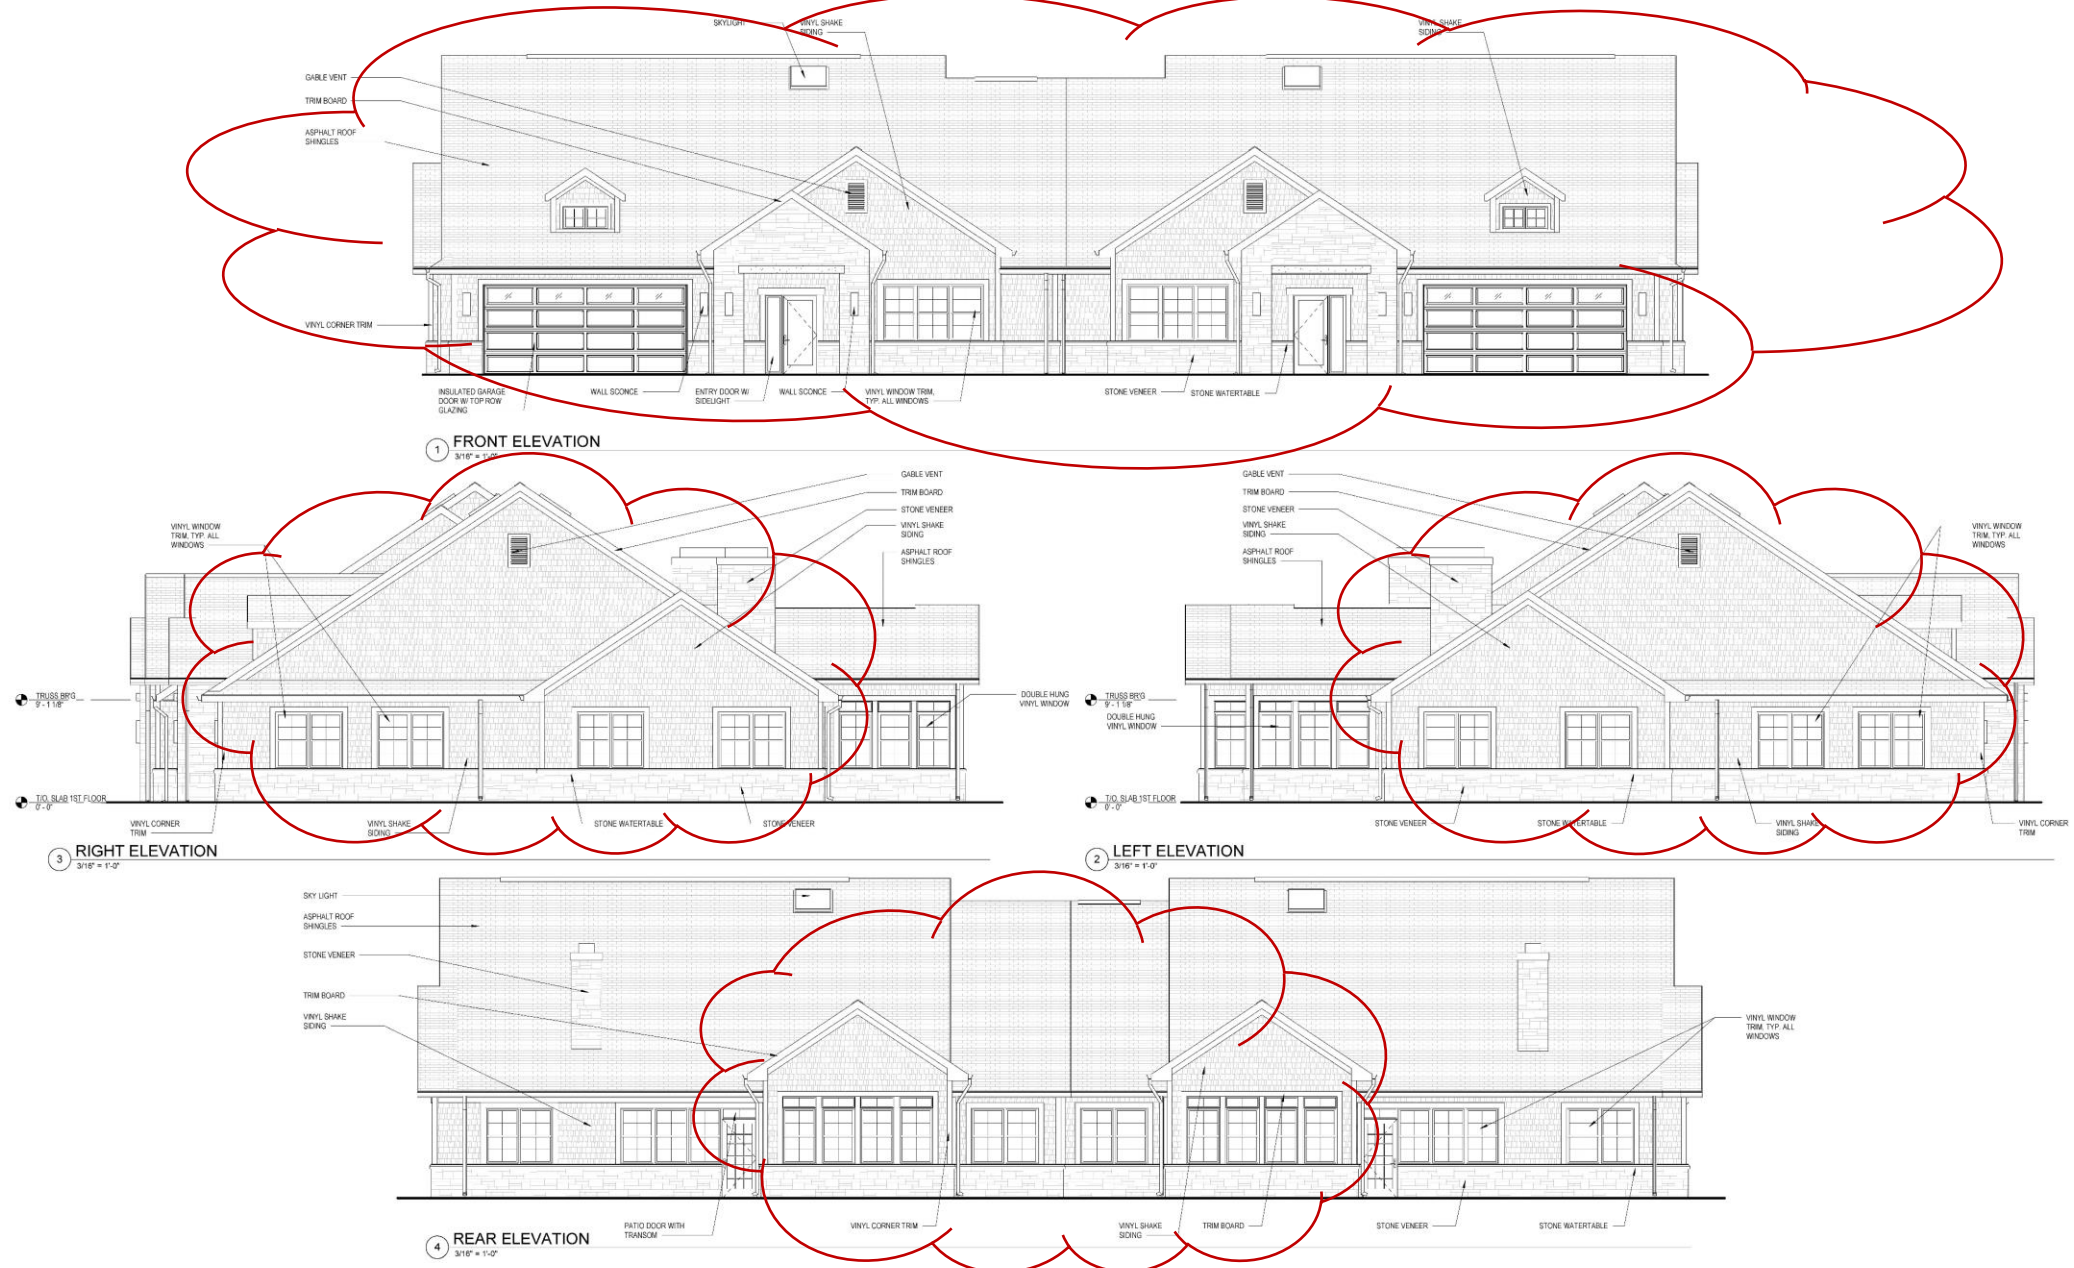 SKYLIGHT
VINYL SHAKE
SIDING
VINYL SHAKE
SIDING
GABLE VENT
TRIM BOARD
ASPHALT ROOF
SHINGLES
VINYL CORNER TRIM
INSULATED GARAGE
DOOR W/ TOP ROW
GLAZING
WALL SCONCE
ENTRY DOOR W/
SIDELIGHT
WALL SCONCE
VINYL WINDOW TRIM,
TYP. ALL WINDOWS
STONE VENEER
STONE WATERTABLE
1 FRONT ELEVATION
3/16" = 1'-0"
VINYL WINDOW
TRIM, TYP. ALL
WINDOWS
GABLE VENT
TRIM BOARD
STONE VENEER
VINYL SHAKE
SIDING
ASPHALT ROOF
SHINGLES
TRUSS BR'G
9' - 1 1/8"
DOUBLE HUNG
VINYL WINDOW
T/O. SLAB 1ST FLOOR
0' - 0"
VINYL CORNER
TRIM
VINYL SHAKE
SIDING
STONE WATERTABLE
STONE VENEER
3 RIGHT ELEVATION
3/16" = 1'-0"
GABLE VENT
TRIM BOARD
STONE VENEER
VINYL SHAKE
SIDING
ASPHALT ROOF
SHINGLES
VINYL WINDOW
TRIM, TYP. ALL
WINDOWS
TRUSS BR'G
9' - 1 1/8"
DOUBLE HUNG
VINYL WINDOW
T/O. SLAB 1ST FLOOR
0' - 0"
STONE VENEER
STONE WATERTABLE
VINYL SHAKE
SIDING
VINYL CORNER
TRIM
2 LEFT ELEVATION
3/16" = 1'-0"
SKY LIGHT
ASPHALT ROOF
SHINGLES
STONE VENEER
TRIM BOARD
VINYL SHAKE
SIDING
VINYL WINDOW
TRIM, TYP. ALL
WINDOWS
PATIO DOOR WITH
TRANSOM
VINYL CORNER TRIM
VINYL SHAKE
SIDING
TRIM BOARD
STONE VENEER
STONE WATERTABLE
4 REAR ELEVATION
3/16" = 1'-0"